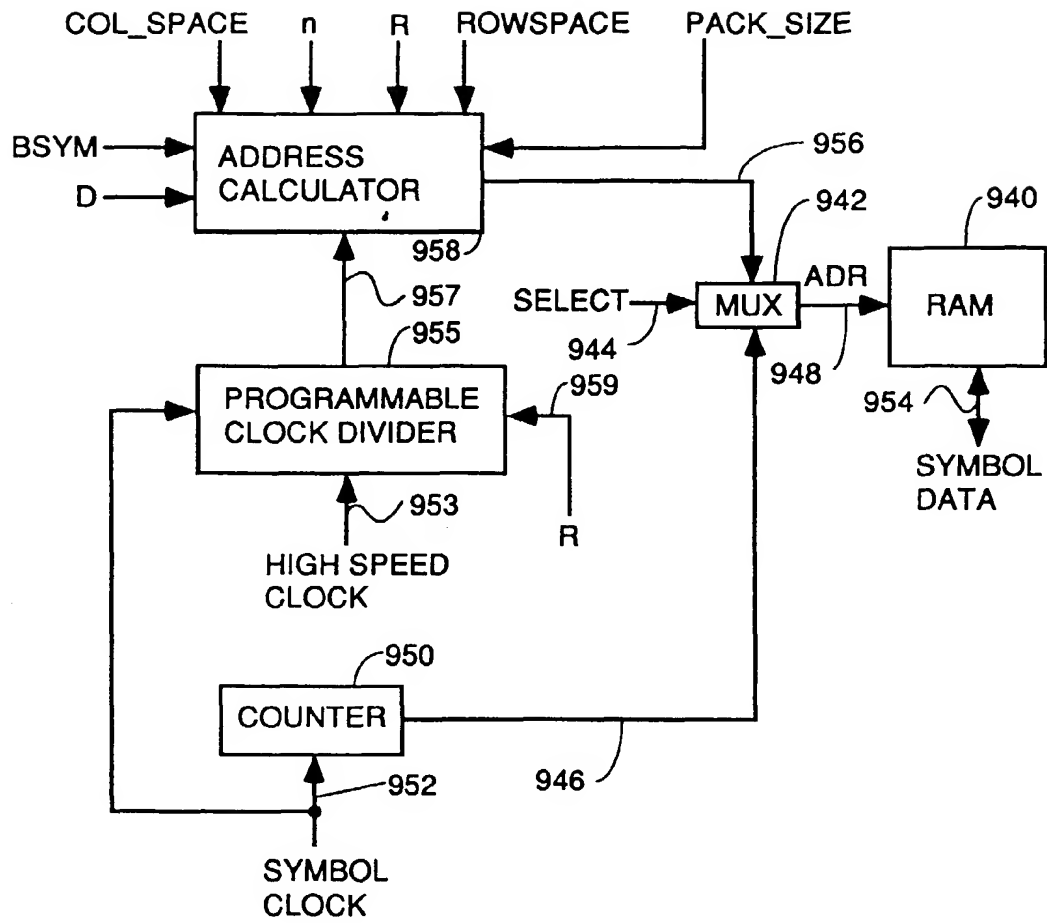 COL_SPACE n R ROWSPACE PACK_SIZE
BSYM
D
ADDRESS
CALCULATOR
958
956
942
940
957
SELECT
944
MUX
ADR
948
RAM
955
959
954
PROGRAMMABLE
CLOCK DIVIDER
SYMBOL
DATA
953
R
HIGH SPEED
CLOCK
950
COUNTER
946
952
SYMBOL
CLOCK